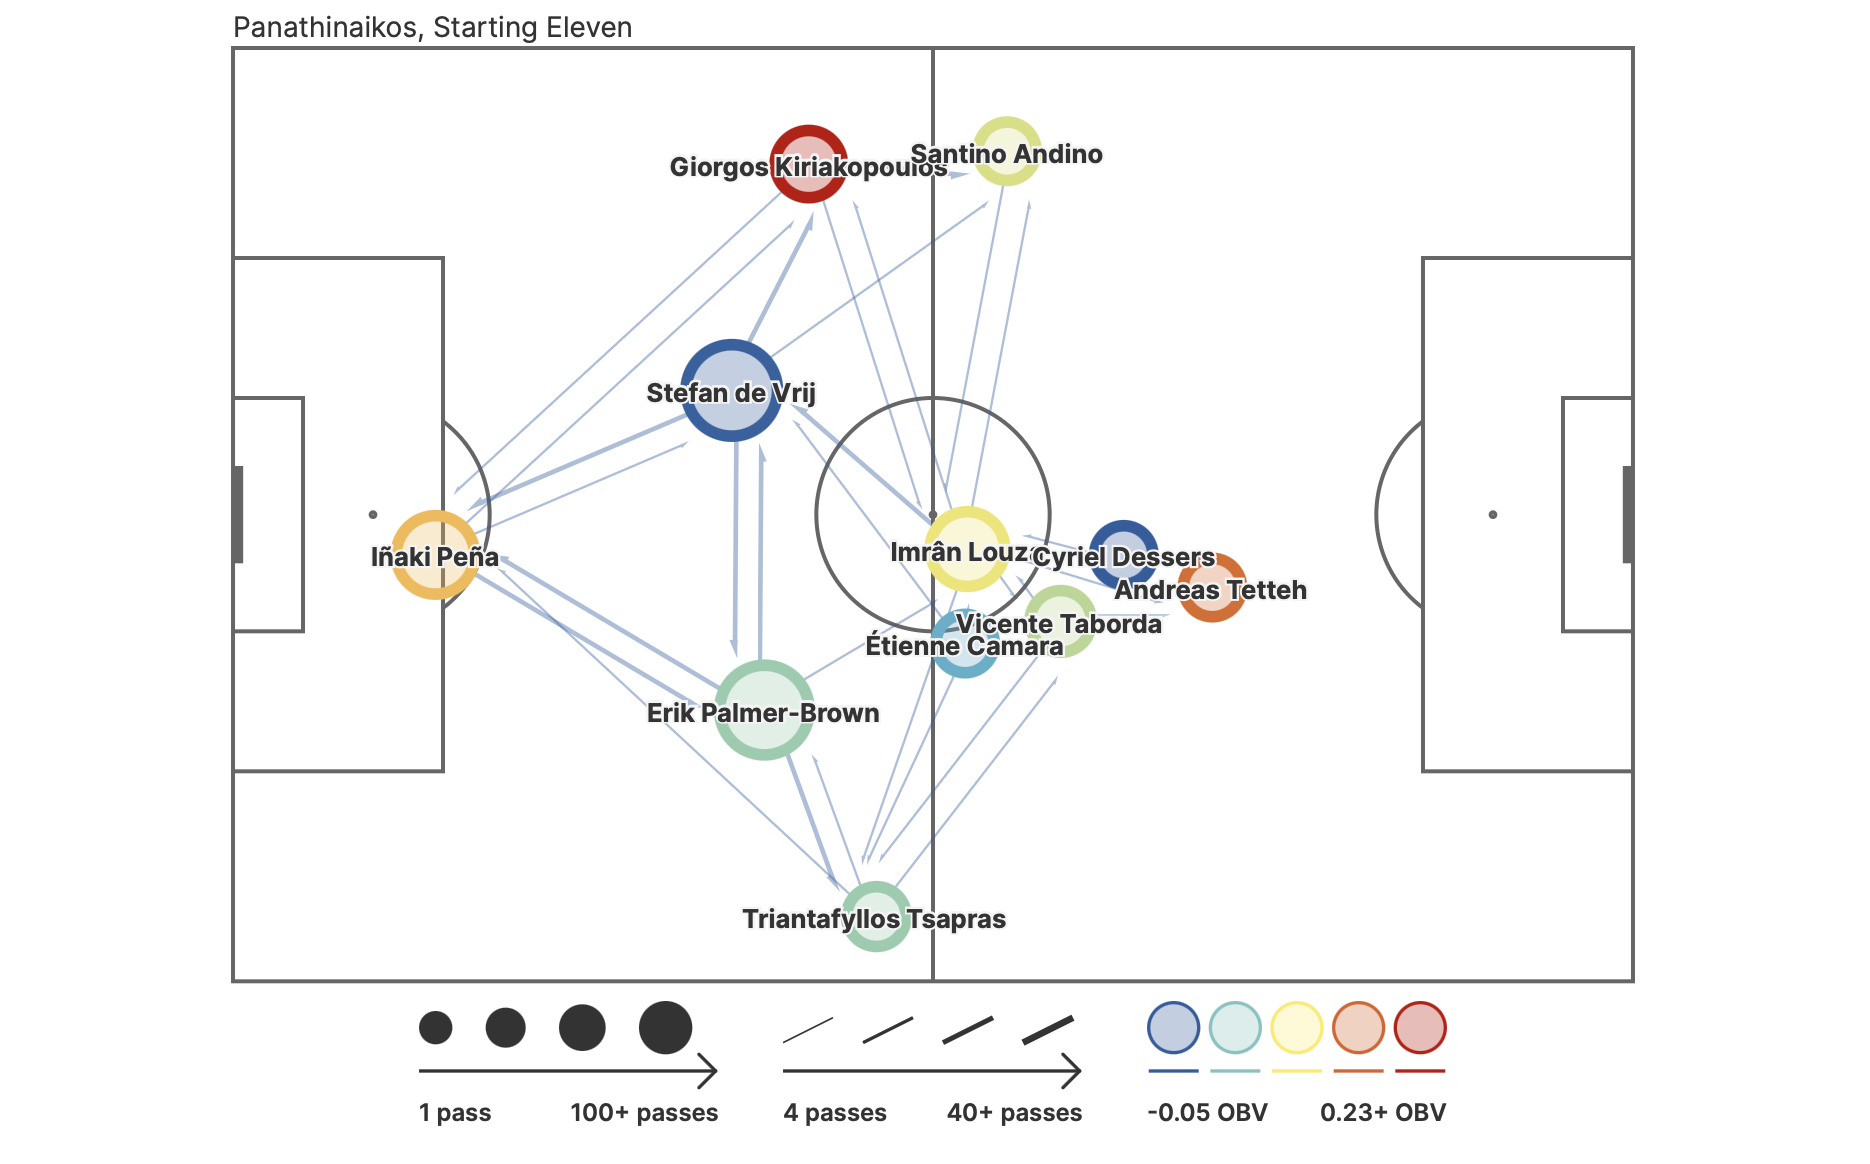 Panathinaikos, Starting Eleven
Giorgos Kiriakopoulos
Santino Andino
Stefan de Vrij
Iñaki Peña
Imrân Louza
Cyriel Dessers
Andreas Tetteh
Vicente Taborda
Étienne Camara
Erik Palmer-Brown
Triantafyllos Tsapras
1 pass
100+ passes
4 passes
40+ passes
-0.05 OBV
0.23+ OBV